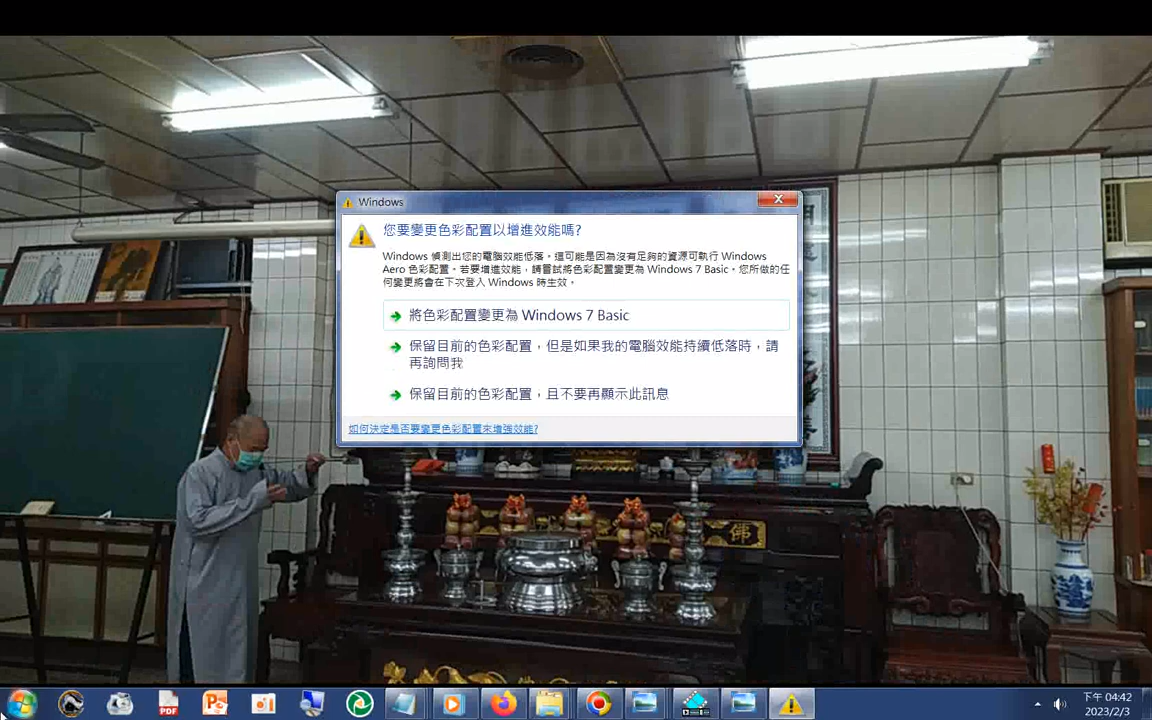 Windows
您要變更色彩配置以增進效能嗎?
Windows 偵測出您的電腦效能低落。這可能是因為沒有足夠的資源可執行 Windows
Aero 色彩配置。若要增進效能，請嘗試將色彩配置變更為 Windows 7 Basic。您所做的任
何變更將會在下次登入 Windows 時生效。
將色彩配置變更為 Windows 7 Basic
保留目前的色彩配置，但是如果我的電腦效能持續低落時，請
再詢問我
保留目前的色彩配置，且不要再顯示此訊息
如何決定是否要變更色彩配置來增強效能?
佛
PDF
下午 04:42
2023/2/3